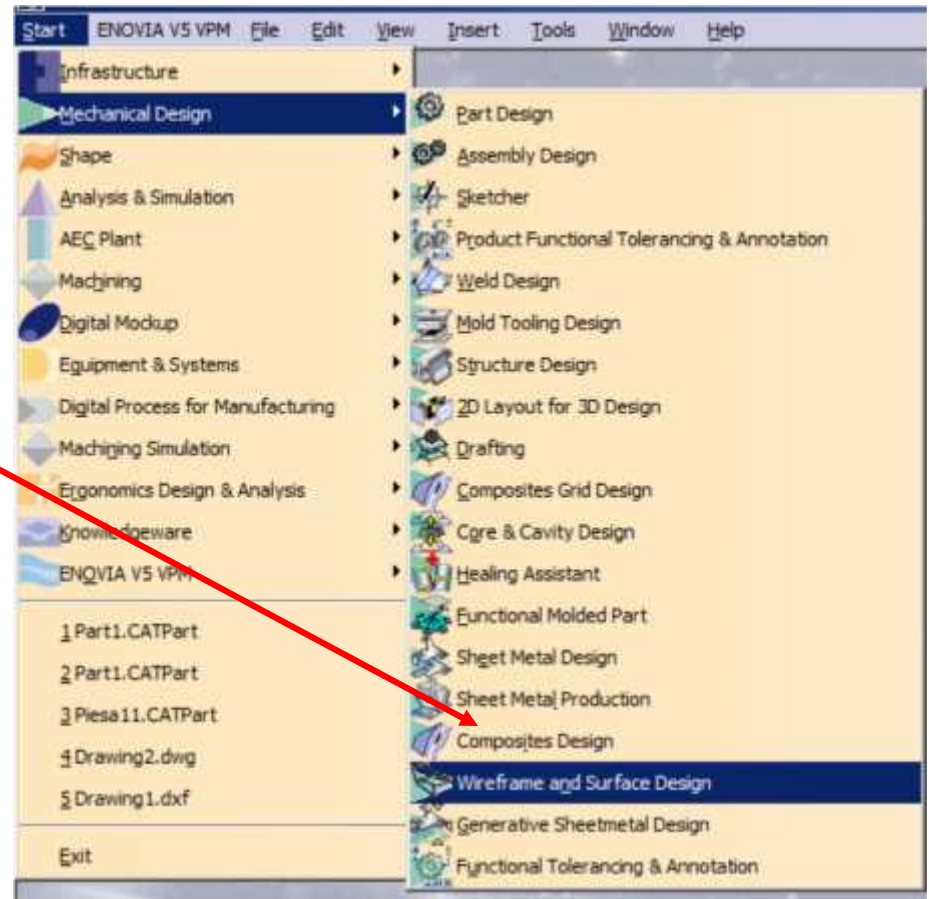 Start ENOVIA V5 VPM File Edit View Insert Tools Window Help
Infrastructure
Mechanical Design
Shape
Analysis & Simulation
AEC Plant
Machining
Digital Mockup
Equipment & Systems
Digital Process for Manufacturing
Machining Simulation
Ergonomics Design & Analysis
Knowledgeware
ENOVIA V5 VPM
1 Part1.CATPart
2 Part1.CATPart
3 Piesa11.CATPart
4 Drawing2.dwg
5 Drawing1.dxf
Exit
Part Design
Assembly Design
Sketcher
Product Functional Tolerancing & Annotation
Weld Design
Mold Tooling Design
Structure Design
2D Layout for 3D Design
Drafting
Composites Grid Design
Core & Cavity Design
Healing Assistant
Functional Molded Part
Sheet Metal Design
Sheet Metal Production
Composites Design
Wireframe and Surface Design
Generative Sheetmetal Design
Functional Tolerancing & Annotation